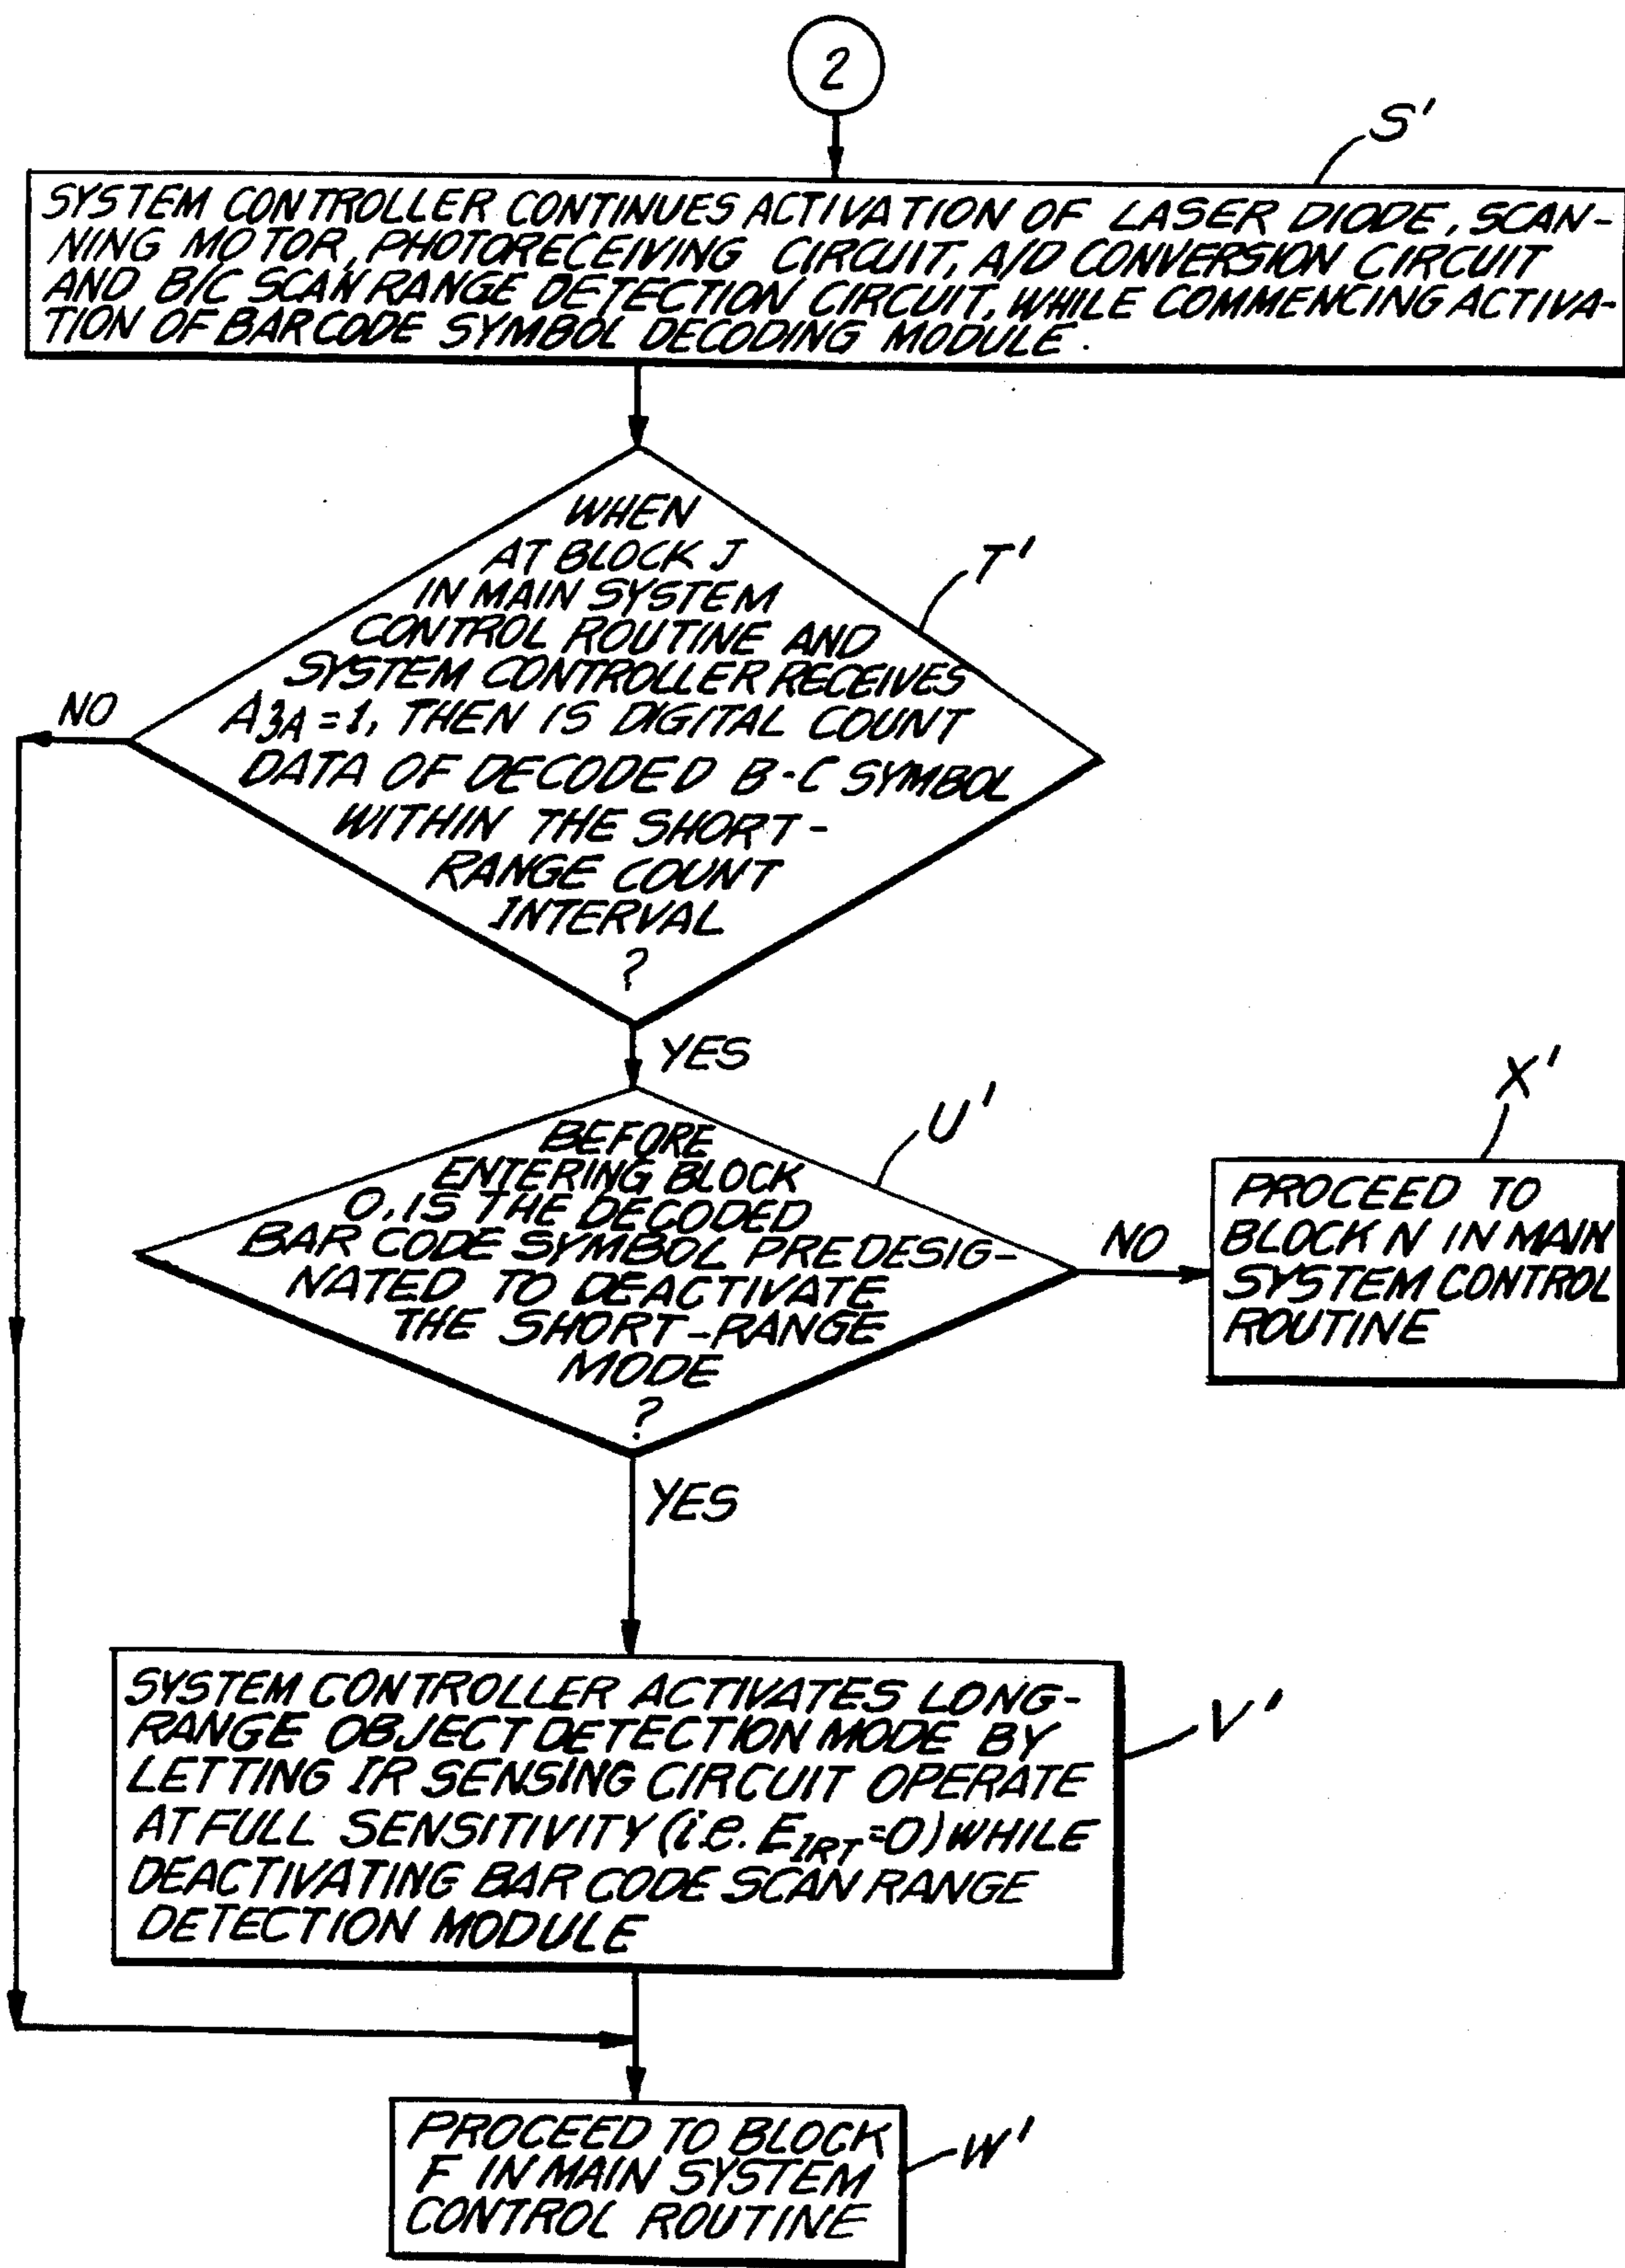 2
S'
SYSTEM CONTROLLER CONTINUES ACTIVATION OF LASER DIODE, SCAN-
NING MOTOR, PHOTORECEIVING CIRCUIT, A/D CONVERSION CIRCUIT
AND B/C SCAN RANGE DETECTION CIRCUIT, WHILE COMMENCING ACTIVA-
TION OF BAR CODE SYMBOL DECODING MODULE.
WHEN
AT BLOCK J
IN MAIN SYSTEM
CONTROL ROUTINE AND
SYSTEM CONTROLLER RECEIVES
A3A = 1, THEN IS DIGITAL COUNT
DATA OF DECODED B-C SYMBOL
WITHIN THE SHORT-
RANGE COUNT
INTERVAL
?
T'
NO
YES
BEFORE
ENTERING BLOCK
O, IS THE DECODED
BAR CODE SYMBOL PREDESIG-
NATED TO DEACTIVATE
THE SHORT-RANGE
MODE
?
U'
NO
X'
PROCEED TO
BLOCK N IN MAIN
SYSTEM CONTROL
ROUTINE
YES
SYSTEM CONTROLLER ACTIVATES LONG-
RANGE OBJECT DETECTION MODE BY
LETTING IR SENSING CIRCUIT OPERATE
AT FULL SENSITIVITY (i.e. EIRT=0) WHILE
DEACTIVATING BAR CODE SCAN RANGE
DETECTION MODULE
V'
PROCEED TO BLOCK
F IN MAIN SYSTEM
CONTROL ROUTINE
W'